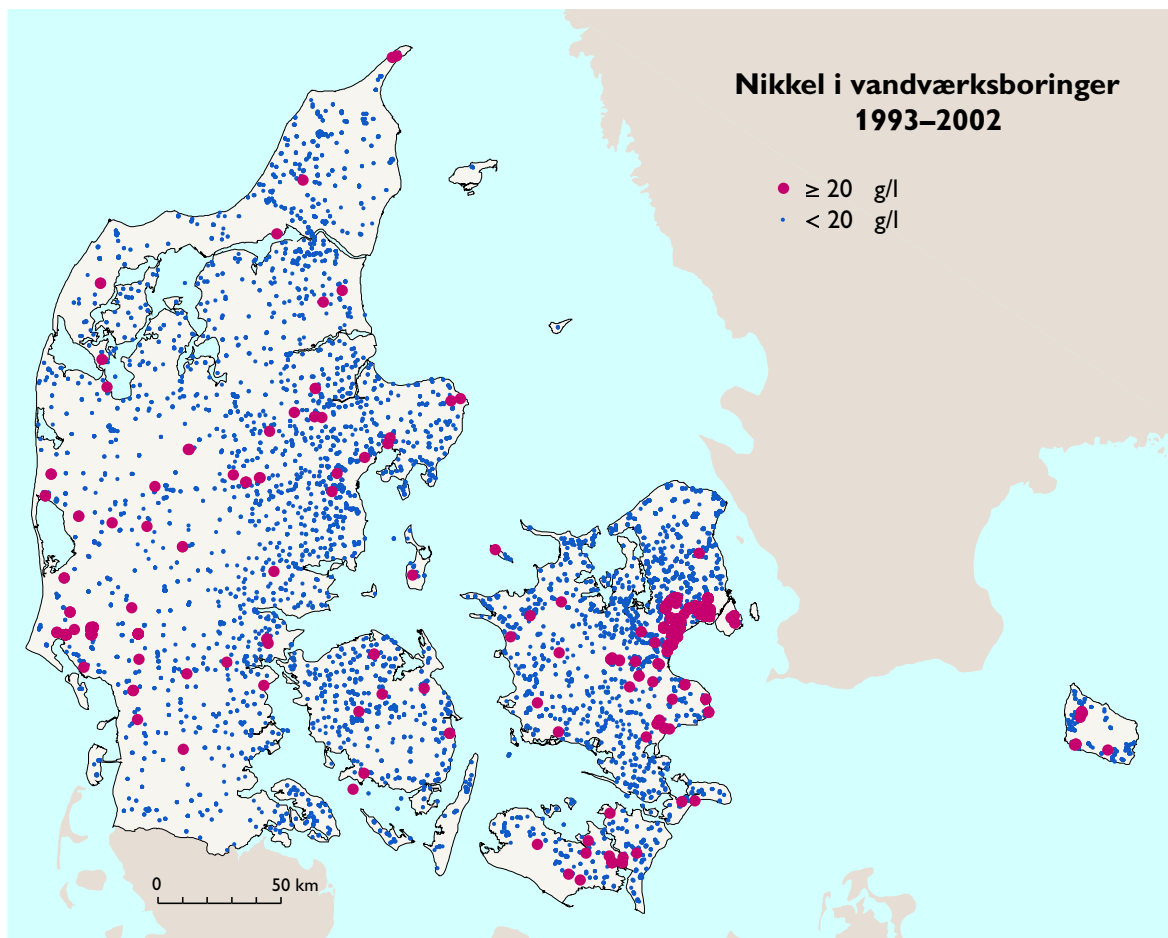 Nikkel i vandværksboringer
1993–2002
≥ 20 g/l
< 20 g/l
0 50 km